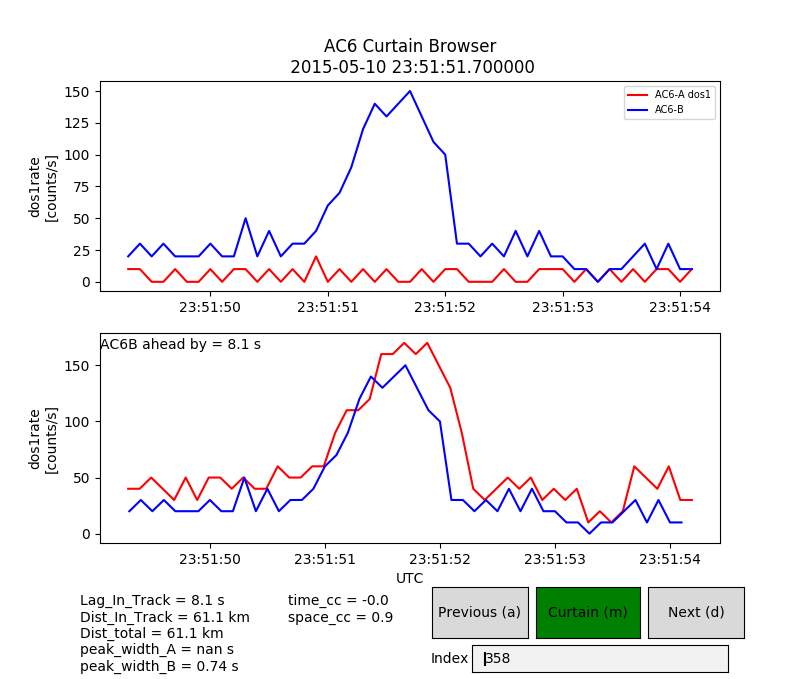 AC6 Curtain Browser
2015-05-10 23:51:51.700000
150
125
100
75
50
25
0
dos1rate
[counts/s]
AC6-A dos1
AC6-B
23:51:50
23:51:51
23:51:52
23:51:53
23:51:54
AC6B ahead by = 8.1 s
150
100
50
0
dos1rate
[counts/s]
23:51:50
23:51:51
23:51:52
23:51:53
23:51:54
UTC
Lag_In_Track = 8.1 s
Dist_In_Track = 61.1 km
Dist_total = 61.1 km
peak_width_A = nan s
peak_width_B = 0.74 s
time_cc = -0.0
space_cc = 0.9
Previous (a)
Curtain (m)
Next (d)
Index
358